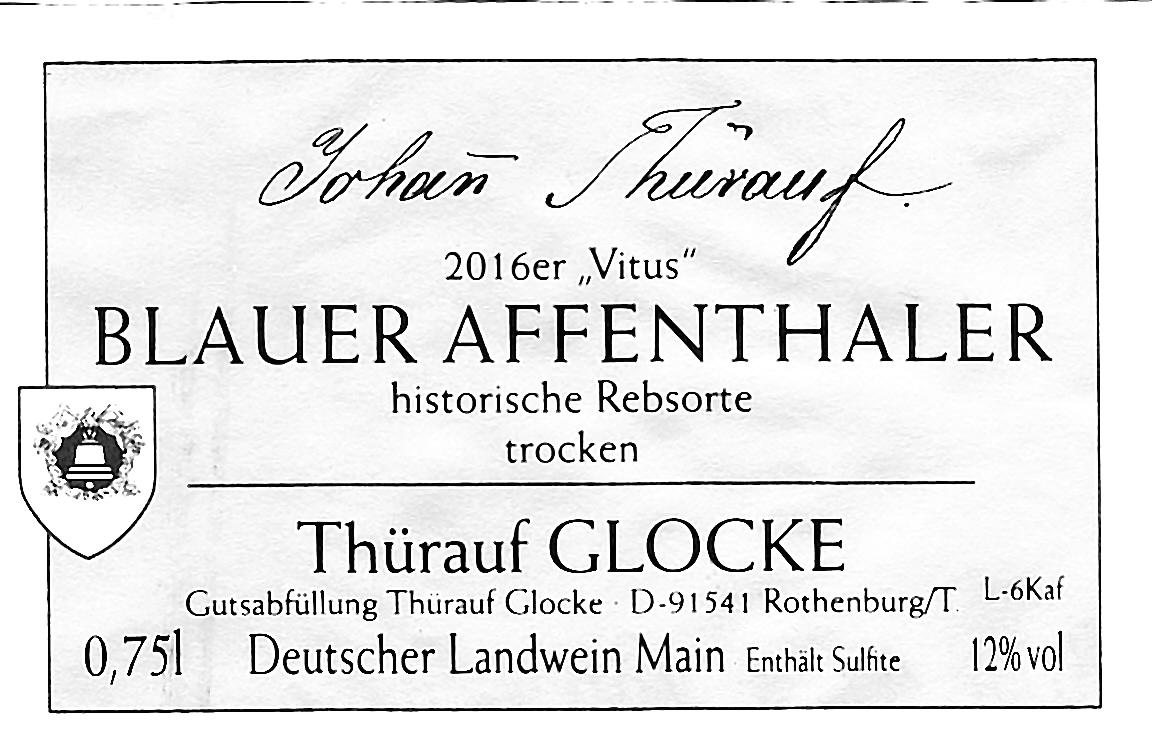 Johan̄ Thürauf.
2016er „Vitus“
BLAUER AFFENTHALER
historische Rebsorte
trocken
Thürauf GLOCKE
Gutsabfüllung Thürauf Glocke · D-91541 Rothenburg/T.
L-6Kaf
0,75l Deutscher Landwein Main Enthält Sulfite 12% vol